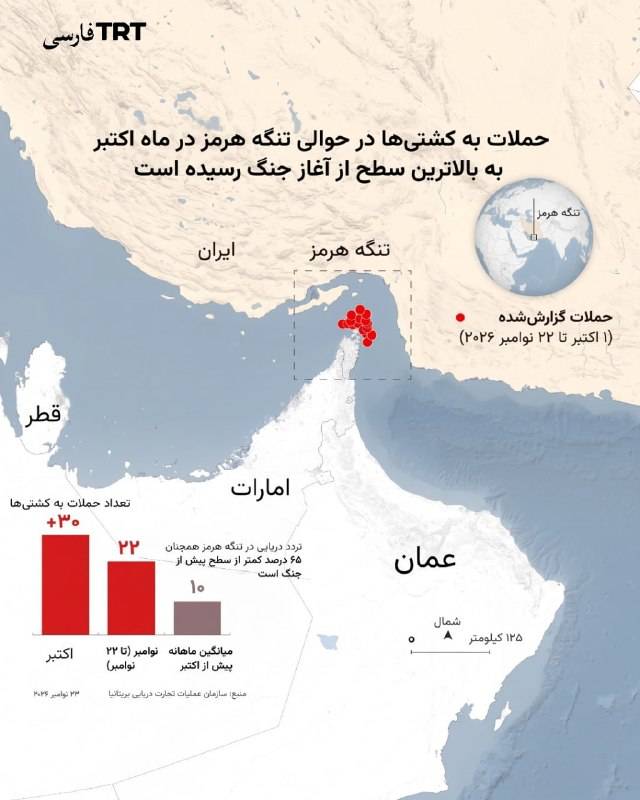 TRT فارسی
حملات به کشتی‌ها در حوالی تنگه هرمز در ماه اکتبر
به بالاترین سطح از آغاز جنگ رسیده است
تنگه هرمز
ایران
تنگه هرمز
حملات گزارش‌شده
(۱ اکتبر تا ۲۲ نوامبر ۲۰۲۶)
قطر
امارات
عمان
تعداد حملات به کشتی‌ها
+۳۰
۲۲
۱۰
اکتبر
نوامبر (تا ۲۲
نوامبر)
میانگین ماهانه
پیش از اکتبر
تردد دریایی در تنگه هرمز همچنان
۶۵ درصد کمتر از سطح پیش از
جنگ است
شمال
۰
۱۲۵ کیلومتر
منبع: سازمان عملیات تجارت دریایی بریتانیا
۲۳ نوامبر ۲۰۲۶